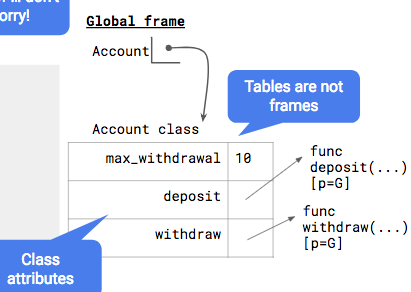 orry!
Global frame
Account
Tables are not
frames
Account class
max_withdrawal 10
deposit
withdraw
func
deposit(...)
[p=G]
func
withdraw(...)
[p=G]
Class
attributes